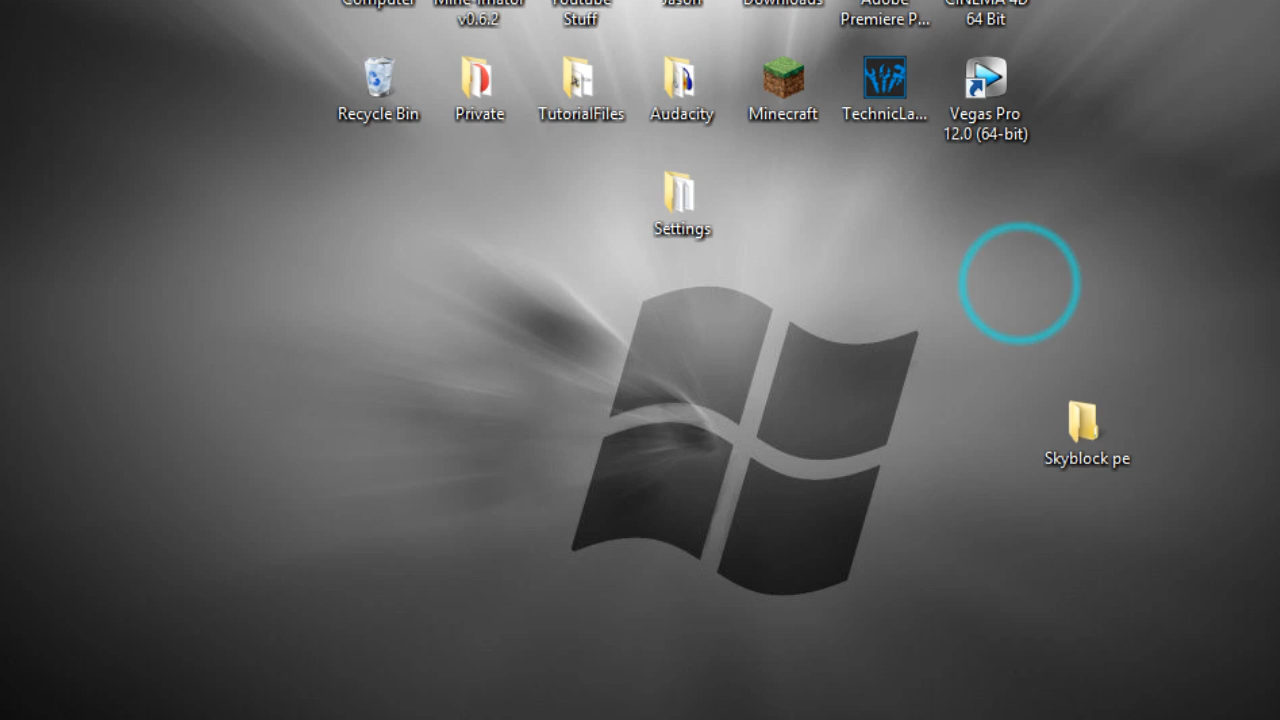 Computer
Mine-imator
v0.6.2
Youtube
Stuff
Jason
Downloads
Adobe
Premiere P...
CINEMA 4D
64 Bit
Recycle Bin
Private
TutorialFiles
Audacity
Minecraft
TechnicLa...
Vegas Pro
12.0 (64-bit)
Settings
Skyblock pe